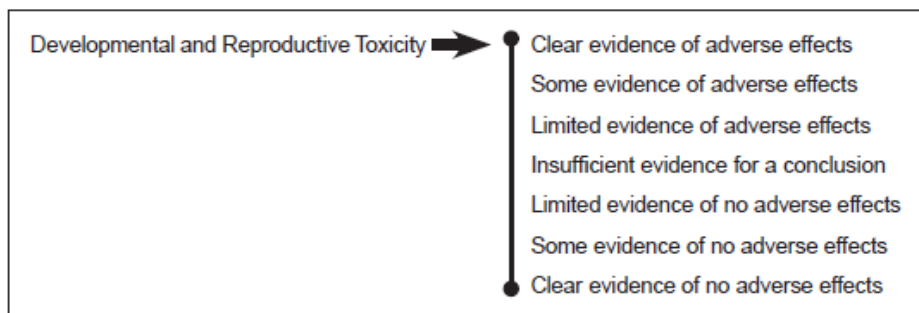 Developmental and Reproductive Toxicity
Clear evidence of adverse effects
Some evidence of adverse effects
Limited evidence of adverse effects
Insufficient evidence for a conclusion
Limited evidence of no adverse effects
Some evidence of no adverse effects
Clear evidence of no adverse effects